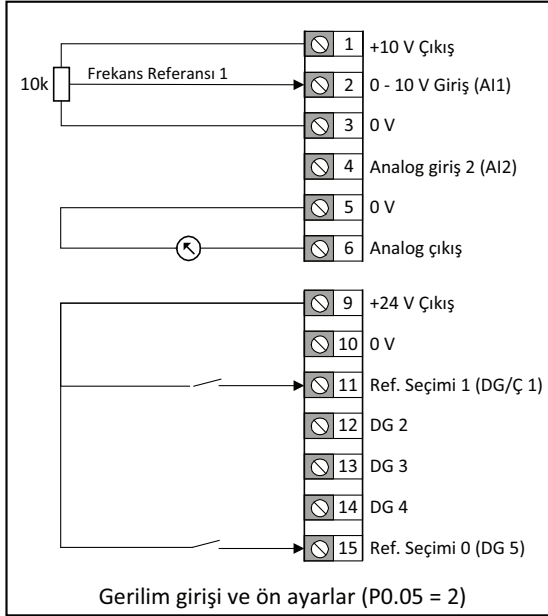 1 +10 V Çıkış
10k Frekans Referansı 1 2 0 - 10 V Giriş (AI1)
3 0 V
4 Analog giriş 2 (AI2)
5 0 V
6 Analog çıkış
9 +24 V Çıkış
10 0 V
11 Ref. Seçimi 1 (DG/Ç 1)
12 DG 2
13 DG 3
14 DG 4
15 Ref. Seçimi 0 (DG 5)
Gerilim girişi ve ön ayarlar (P0.05 = 2)